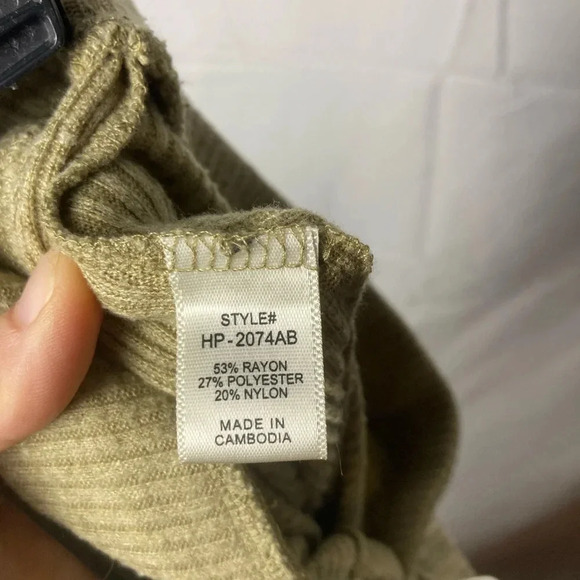 STYLE#
HP-2074AB
53% RAYON
27% POLYESTER
20% NYLON
MADE IN
CAMBODIA